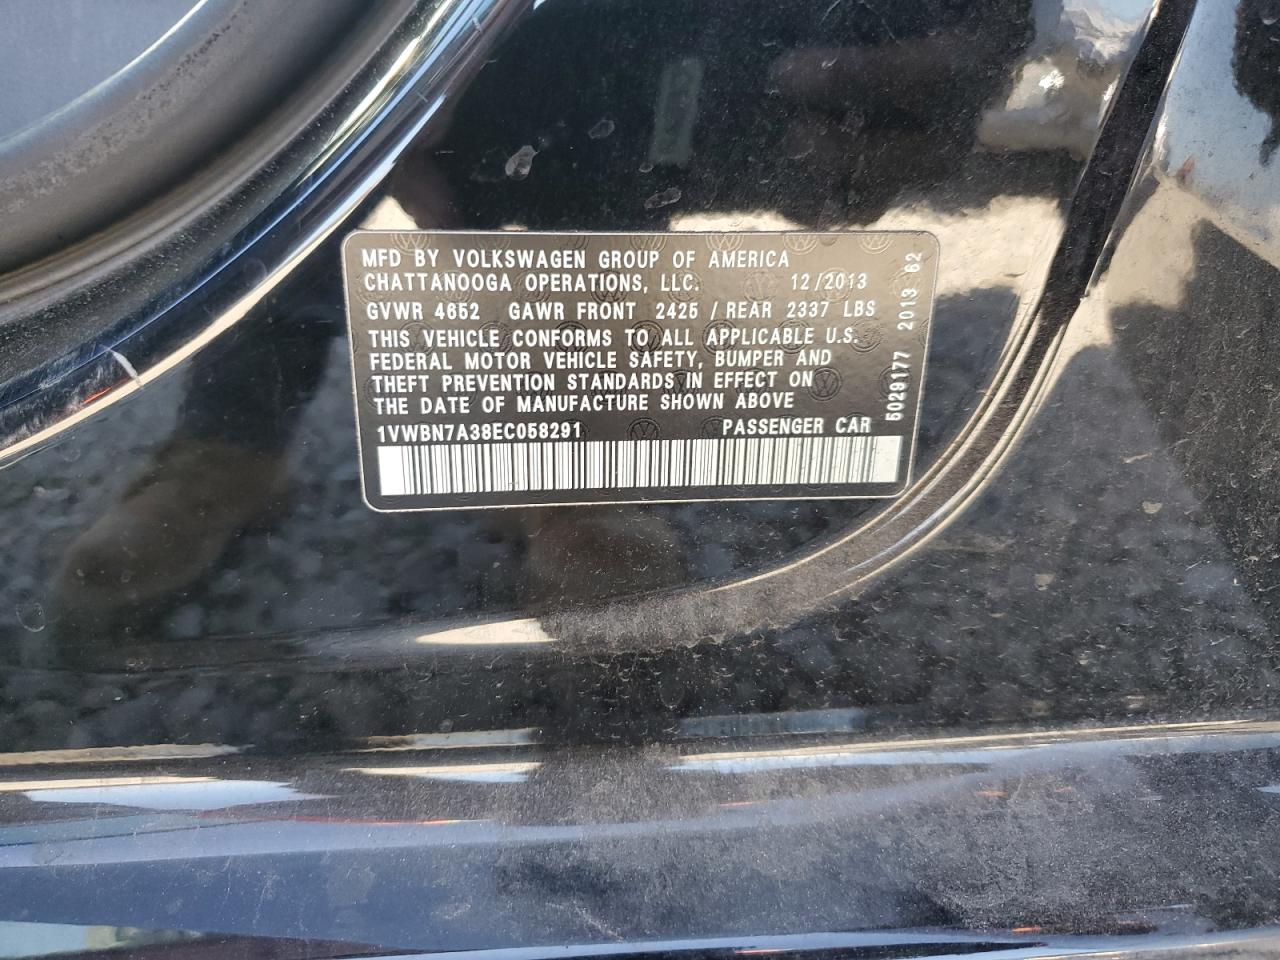 MFD BY VOLKSWAGEN GROUP OF AMERICA
CHATTANOOGA OPERATIONS, LLC. 12/2013
GVWR 4652 GAWR FRONT 2425 / REAR 2337 LBS
THIS VEHICLE CONFORMS TO ALL APPLICABLE U.S.
FEDERAL MOTOR VEHICLE SAFETY, BUMPER AND
THEFT PREVENTION STANDARDS IN EFFECT ON
THE DATE OF MANUFACTURE SHOWN ABOVE
1VWBN7A38EC058291 PASSENGER CAR
5029177 2013 62